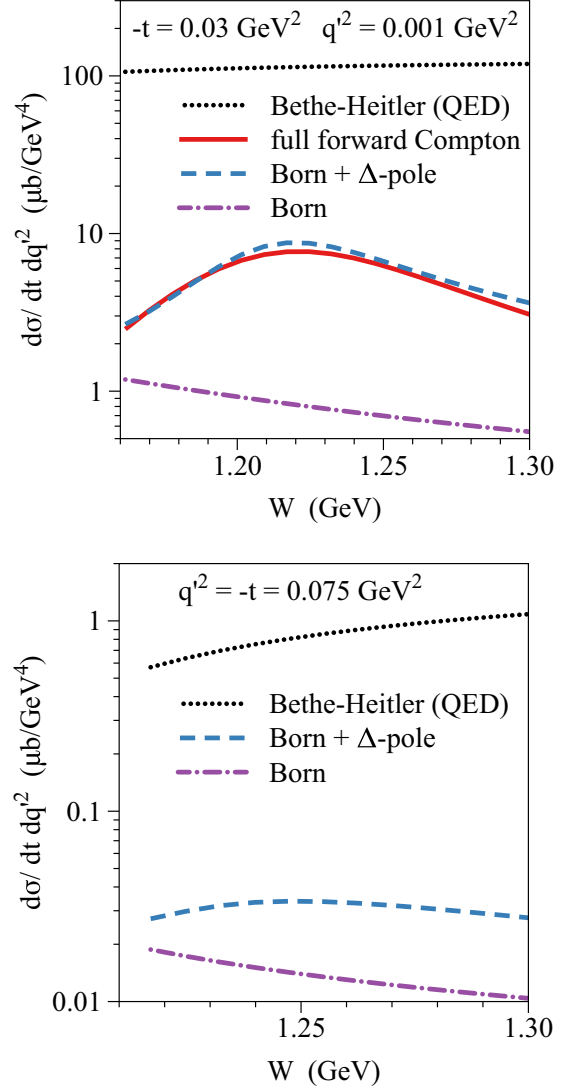 -t = 0.03 GeV² q'² = 0.001 GeV²
100
Bethe-Heitler (QED)
full forward Compton
Born + Δ-pole
Born
10
1
dσ/ dt dq'² (μb/GeV⁴)
1.20 1.25 1.30
W (GeV)
q'² = -t = 0.075 GeV²
1
Bethe-Heitler (QED)
Born + Δ-pole
Born
0.1
0.01
dσ/ dt dq'² (μb/GeV⁴)
1.25 1.30
W (GeV)